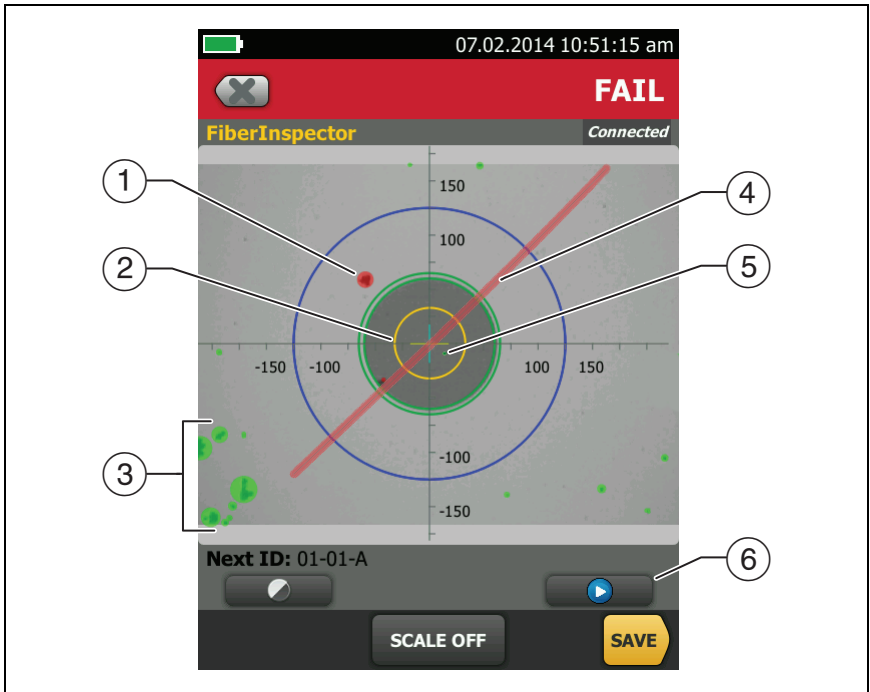 07.02.2014 10:51:15 am
FAIL
FiberInspector
Connected
150
1
4
100
2
5
-150 -100 100 150
-100
3
-150
Next ID: 01-01-A
6
SCALE OFF
SAVE